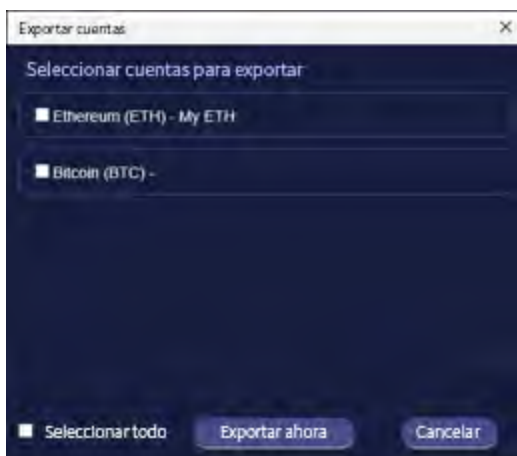 Exportar cuentas
Seleccionar cuentas para exportar
Ethereum (ETH) - My ETH
Bitcoin (BTC) -
Seleccionar todo
Exportar ahora
Cancelar